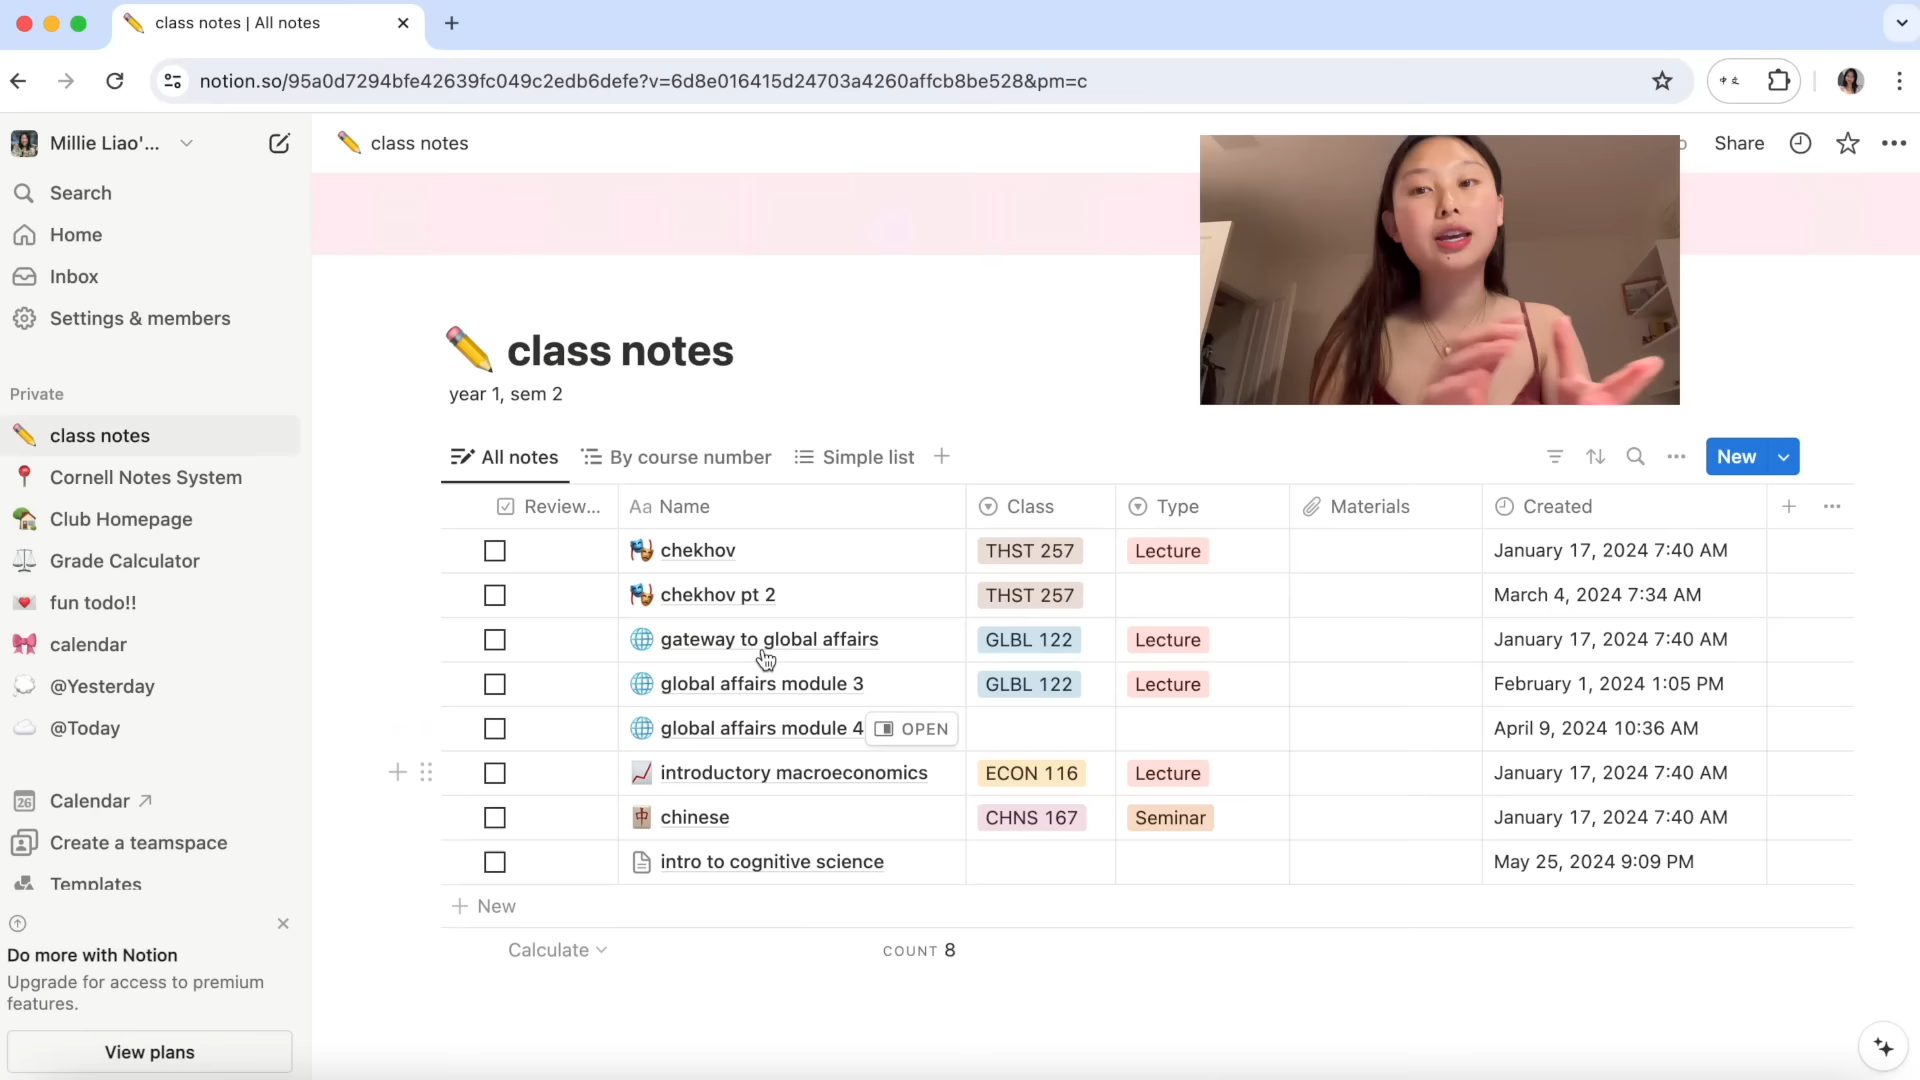 class notes | All notes
notion.so/95a0d7294bfe42639fc049c2edb6defe?v=6d8e016415d24703a4260affcb8be528&pm=c
Millie Liao'...
class notes
Share
Search
Home
Inbox
Settings & members
Private
class notes
Cornell Notes System
Club Homepage
Grade Calculator
fun todo!!
calendar
@Yesterday
@Today
26 Calendar
Create a teamspace
Templates
Do more with Notion
Upgrade for access to premium
features.
View plans
class notes
year 1, sem 2
All notes By course number Simple list
New
Review... Aa Name Class Type Materials Created
chekhov THST 257 Lecture January 17, 2024 7:40 AM
chekhov pt 2 THST 257 March 4, 2024 7:34 AM
gateway to global affairs GLBL 122 Lecture January 17, 2024 7:40 AM
global affairs module 3 GLBL 122 Lecture February 1, 2024 1:05 PM
global affairs module 4 OPEN April 9, 2024 10:36 AM
introductory macroeconomics ECON 116 Lecture January 17, 2024 7:40 AM
中 chinese CHNS 167 Seminar January 17, 2024 7:40 AM
intro to cognitive science May 25, 2024 9:09 PM
+ New
Calculate COUNT 8